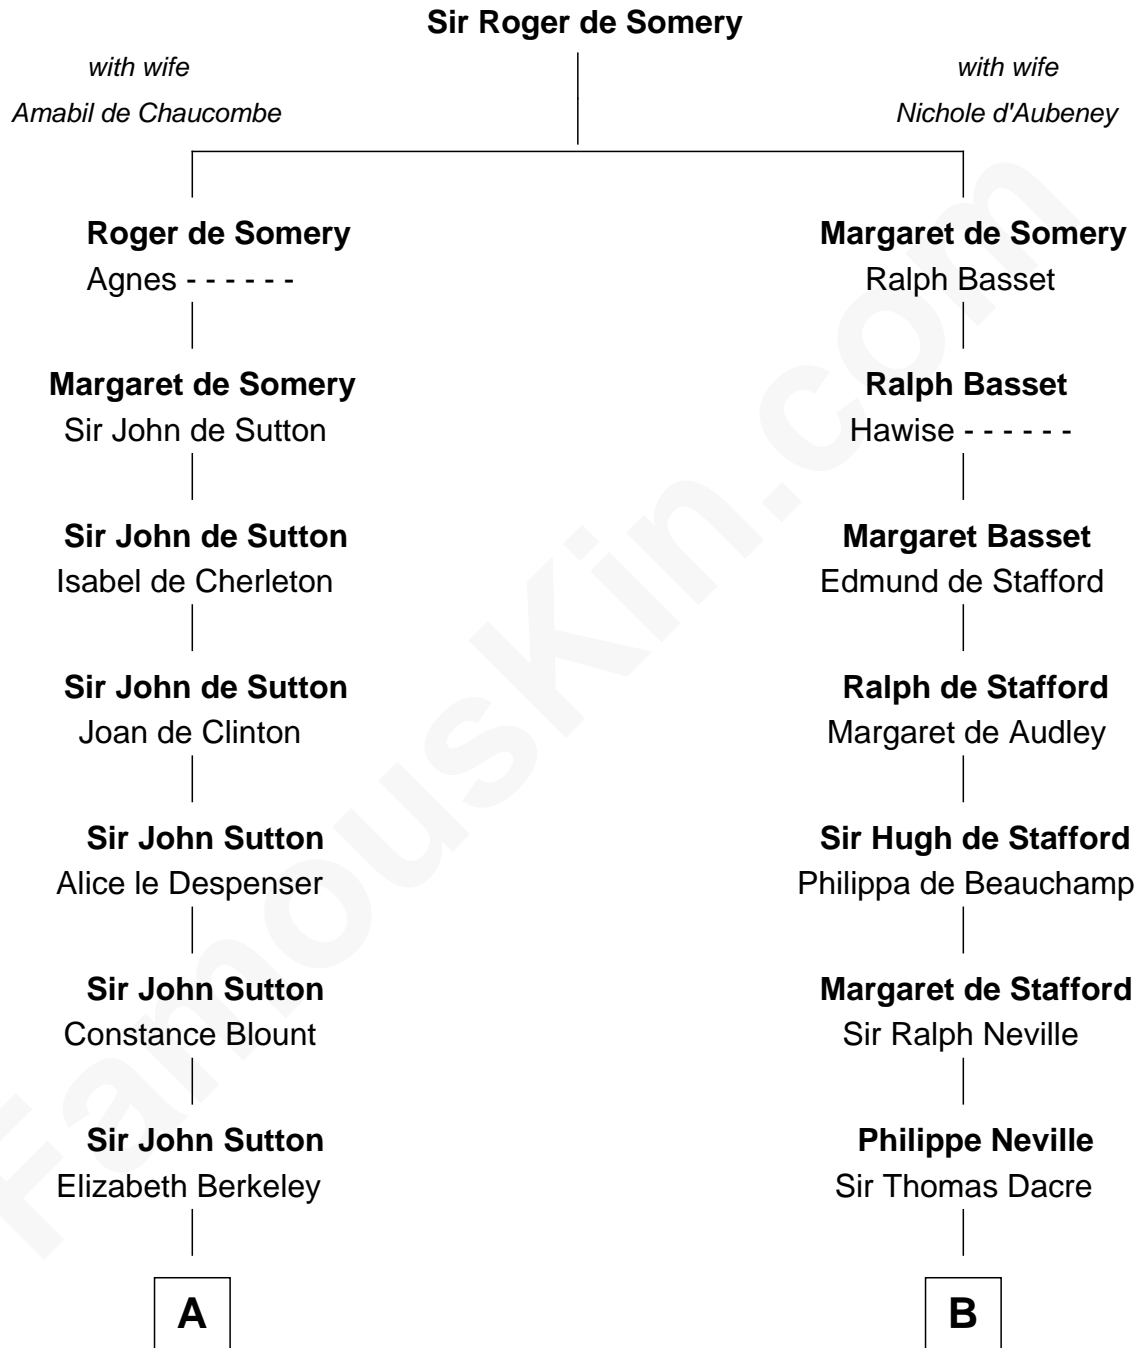 Sir Roger de Somery
with wife
Amabil de Chaucombe
with wife
Nichole d'Aubeney
Roger de Somery
Agnes - - - - - -
Margaret de Somery
Ralph Basset
Margaret de Somery
Sir John de Sutton
Ralph Basset
Hawise - - - - - -
Sir John de Sutton
Isabel de Cherleton
Margaret Basset
Edmund de Stafford
Sir John de Sutton
Joan de Clinton
Ralph de Stafford
Margaret de Audley
Sir John Sutton
Alice le Despenser
Sir Hugh de Stafford
Philippa de Beauchamp
Sir John Sutton
Constance Blount
Margaret de Stafford
Sir Ralph Neville
Sir John Sutton
Elizabeth Berkeley
Philippe Neville
Sir Thomas Dacre
A
B
FamousKin.com